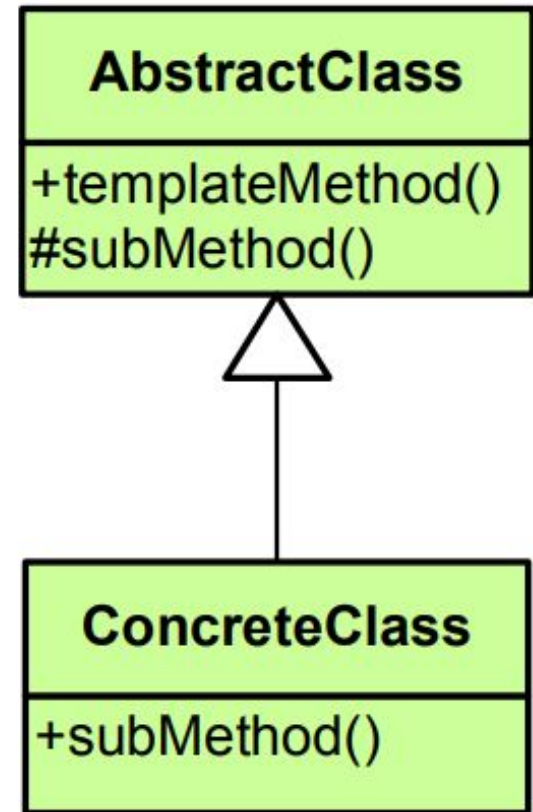 AbstractClass
+templateMethod()
#subMethod()
ConcreteClass
+subMethod()